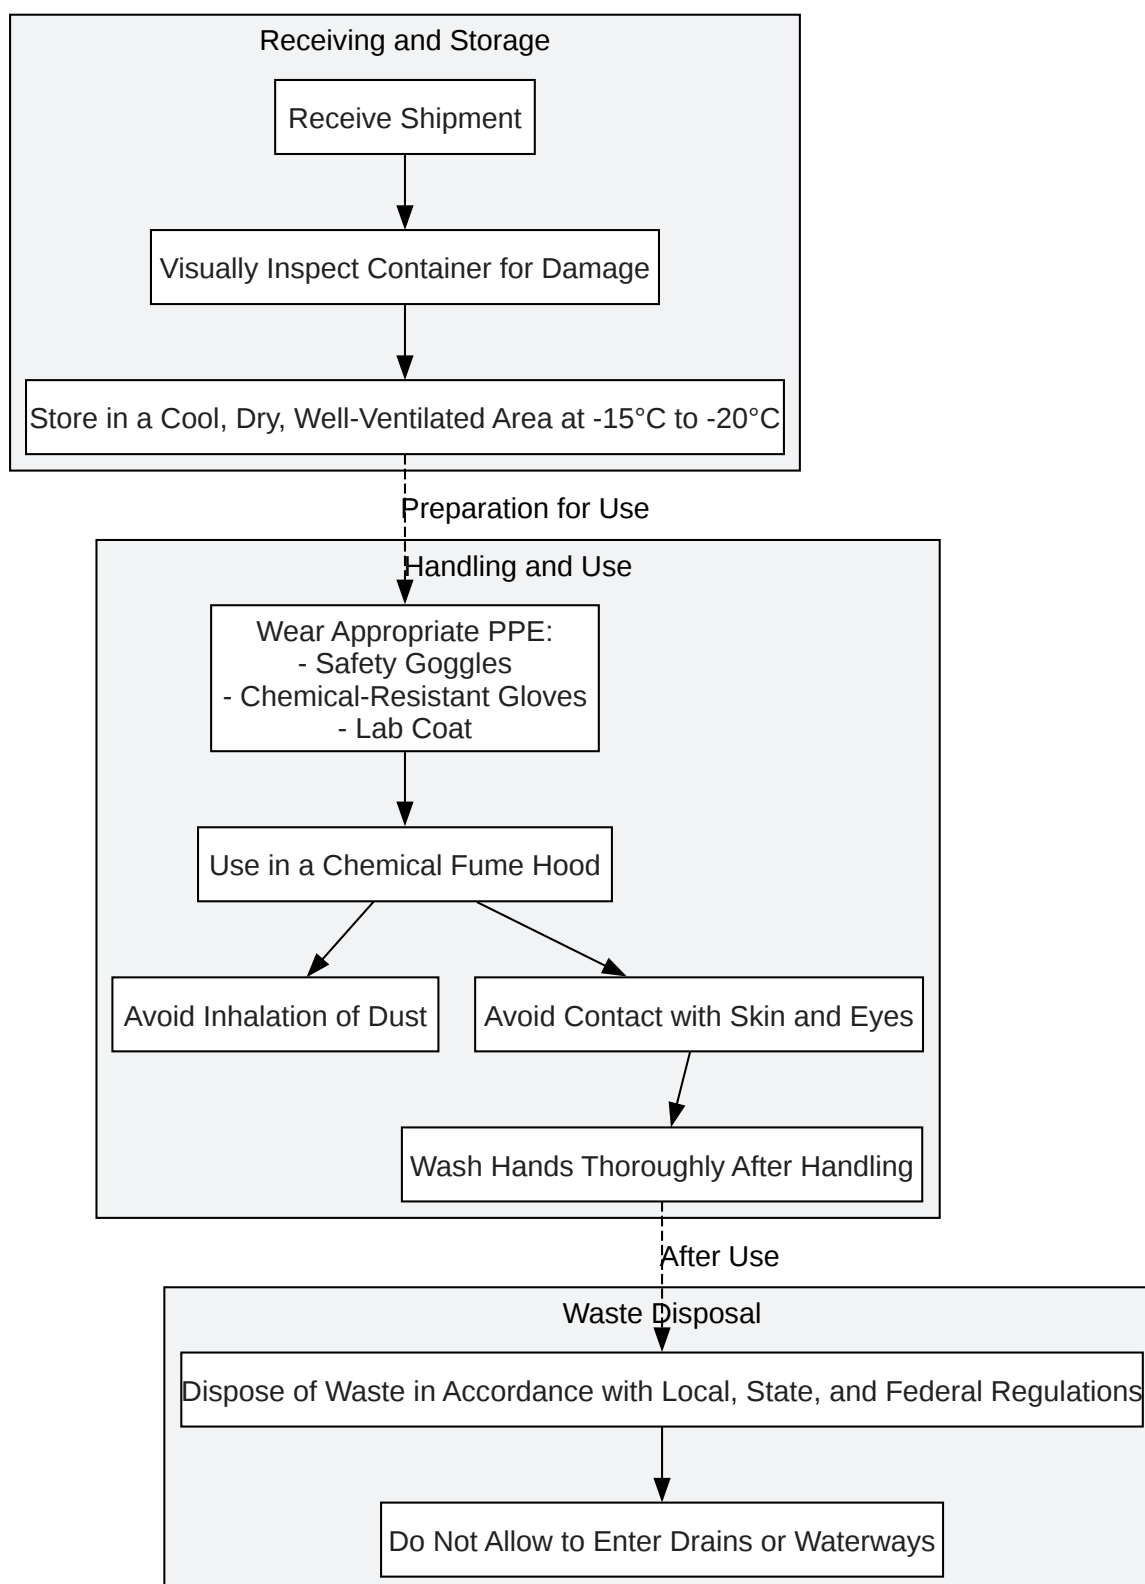 Receiving and Storage
Receive Shipment
Visually Inspect Container for Damage
Store in a Cool, Dry, Well-Ventilated Area at -15°C to -20°C
Preparation for Use
Handling and Use
Wear Appropriate PPE:
- Safety Goggles
- Chemical-Resistant Gloves
- Lab Coat
Use in a Chemical Fume Hood
Avoid Inhalation of Dust
Avoid Contact with Skin and Eyes
Wash Hands Thoroughly After Handling
After Use
Waste Disposal
Dispose of Waste in Accordance with Local, State, and Federal Regulations
Do Not Allow to Enter Drains or Waterways